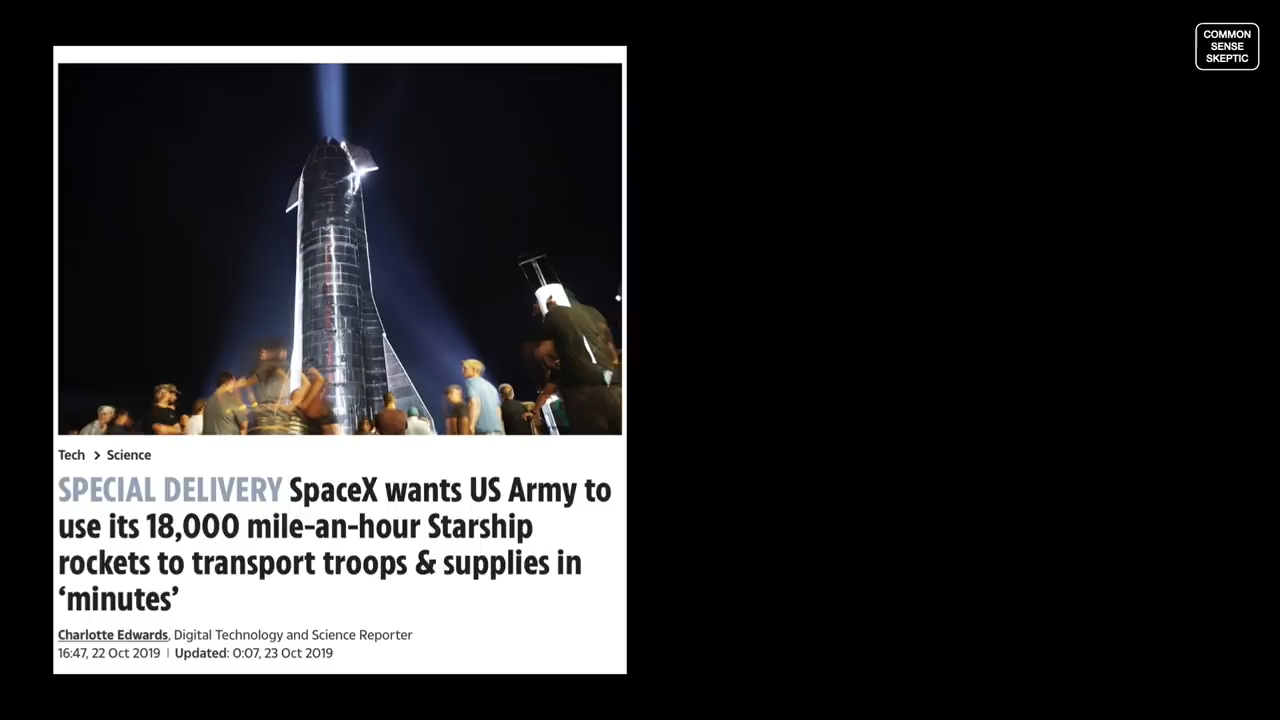 COMMON
SENSE
SKEPTIC
Tech > Science
SPECIAL DELIVERY SpaceX wants US Army to
use its 18,000 mile-an-hour Starship
rockets to transport troops & supplies in
‘minutes’
Charlotte Edwards, Digital Technology and Science Reporter
16:47, 22 Oct 2019 | Updated: 0:07, 23 Oct 2019